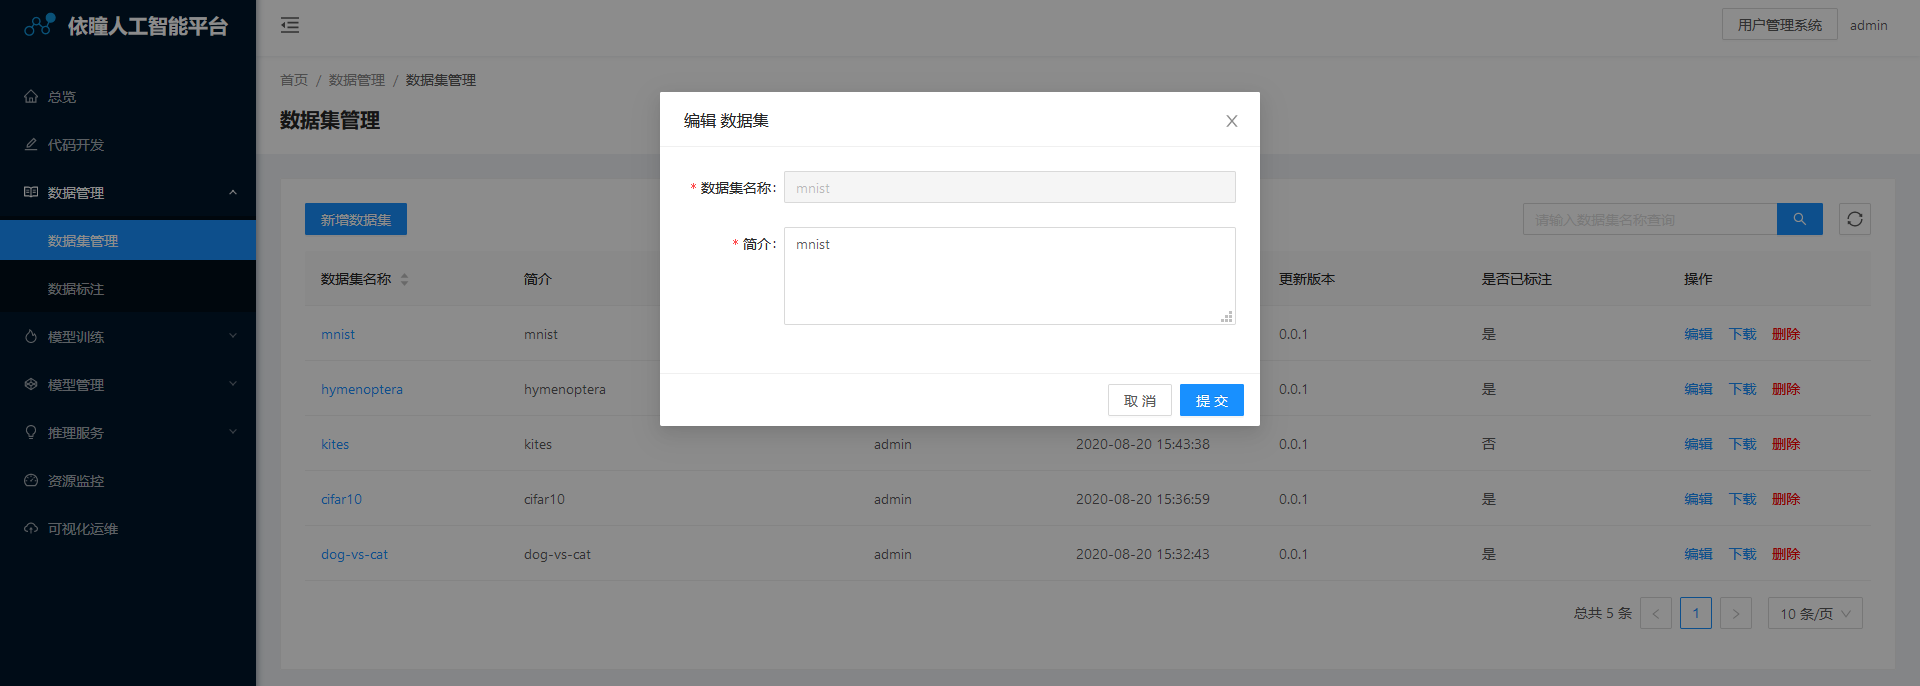 依瞳人工智能平台
用户管理系统 admin
总览
代码开发
数据管理
数据集管理
数据标注
模型训练
模型管理
推理服务
资源监控
可视化运维
首页 / 数据管理 / 数据集管理
数据集管理
新增数据集
请输入数据集名称查询
数据集名称 简介 更新版本 是否已标注 操作
mnist mnist 0.0.1 是 编辑 下载 删除
hymenoptera hymenoptera 0.0.1 是 编辑 下载 删除
kites kites admin 2020-08-20 15:43:38 0.0.1 否 编辑 下载 删除
cifar10 cifar10 admin 2020-08-20 15:36:59 0.0.1 是 编辑 下载 删除
dog-vs-cat dog-vs-cat admin 2020-08-20 15:32:43 0.0.1 是 编辑 下载 删除
总共 5 条 < 1 > 10 条/页
编辑 数据集
* 数据集名称: mnist
* 简介: mnist
取 消 提 交